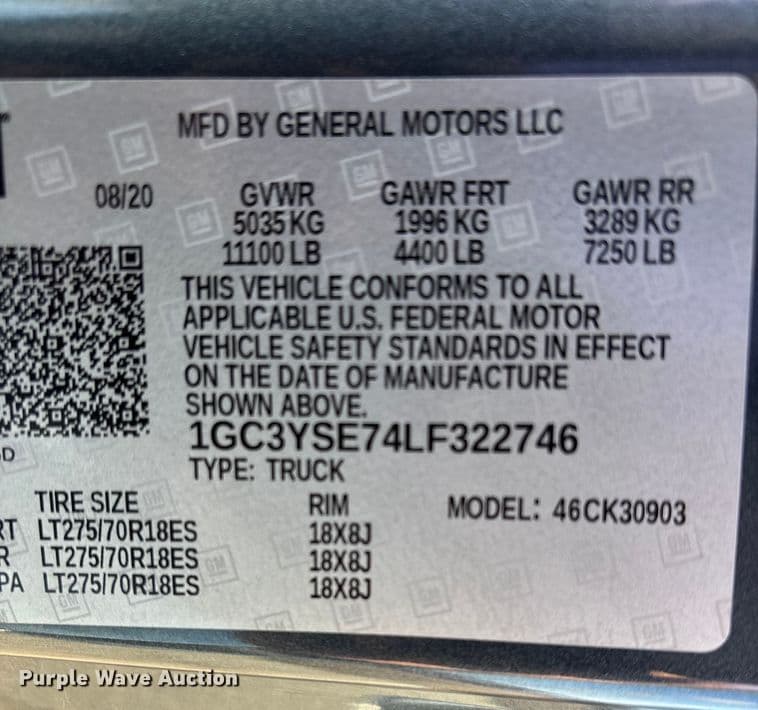 MFD BY GENERAL MOTORS LLC
08/20 GVWR GAWR FRT GAWR RR
5035 KG 1996 KG 3289 KG
11100 LB 4400 LB 7250 LB
THIS VEHICLE CONFORMS TO ALL
APPLICABLE U.S. FEDERAL MOTOR
VEHICLE SAFETY STANDARDS IN EFFECT
ON THE DATE OF MANUFACTURE
SHOWN ABOVE.
1GC3YSE74LF322746
TYPE: TRUCK
TIRE SIZE RIM MODEL: 46CK30903
RT LT275/70R18ES 18X8J
R LT275/70R18ES 18X8J
PA LT275/70R18ES 18X8J
Purple Wave Auction